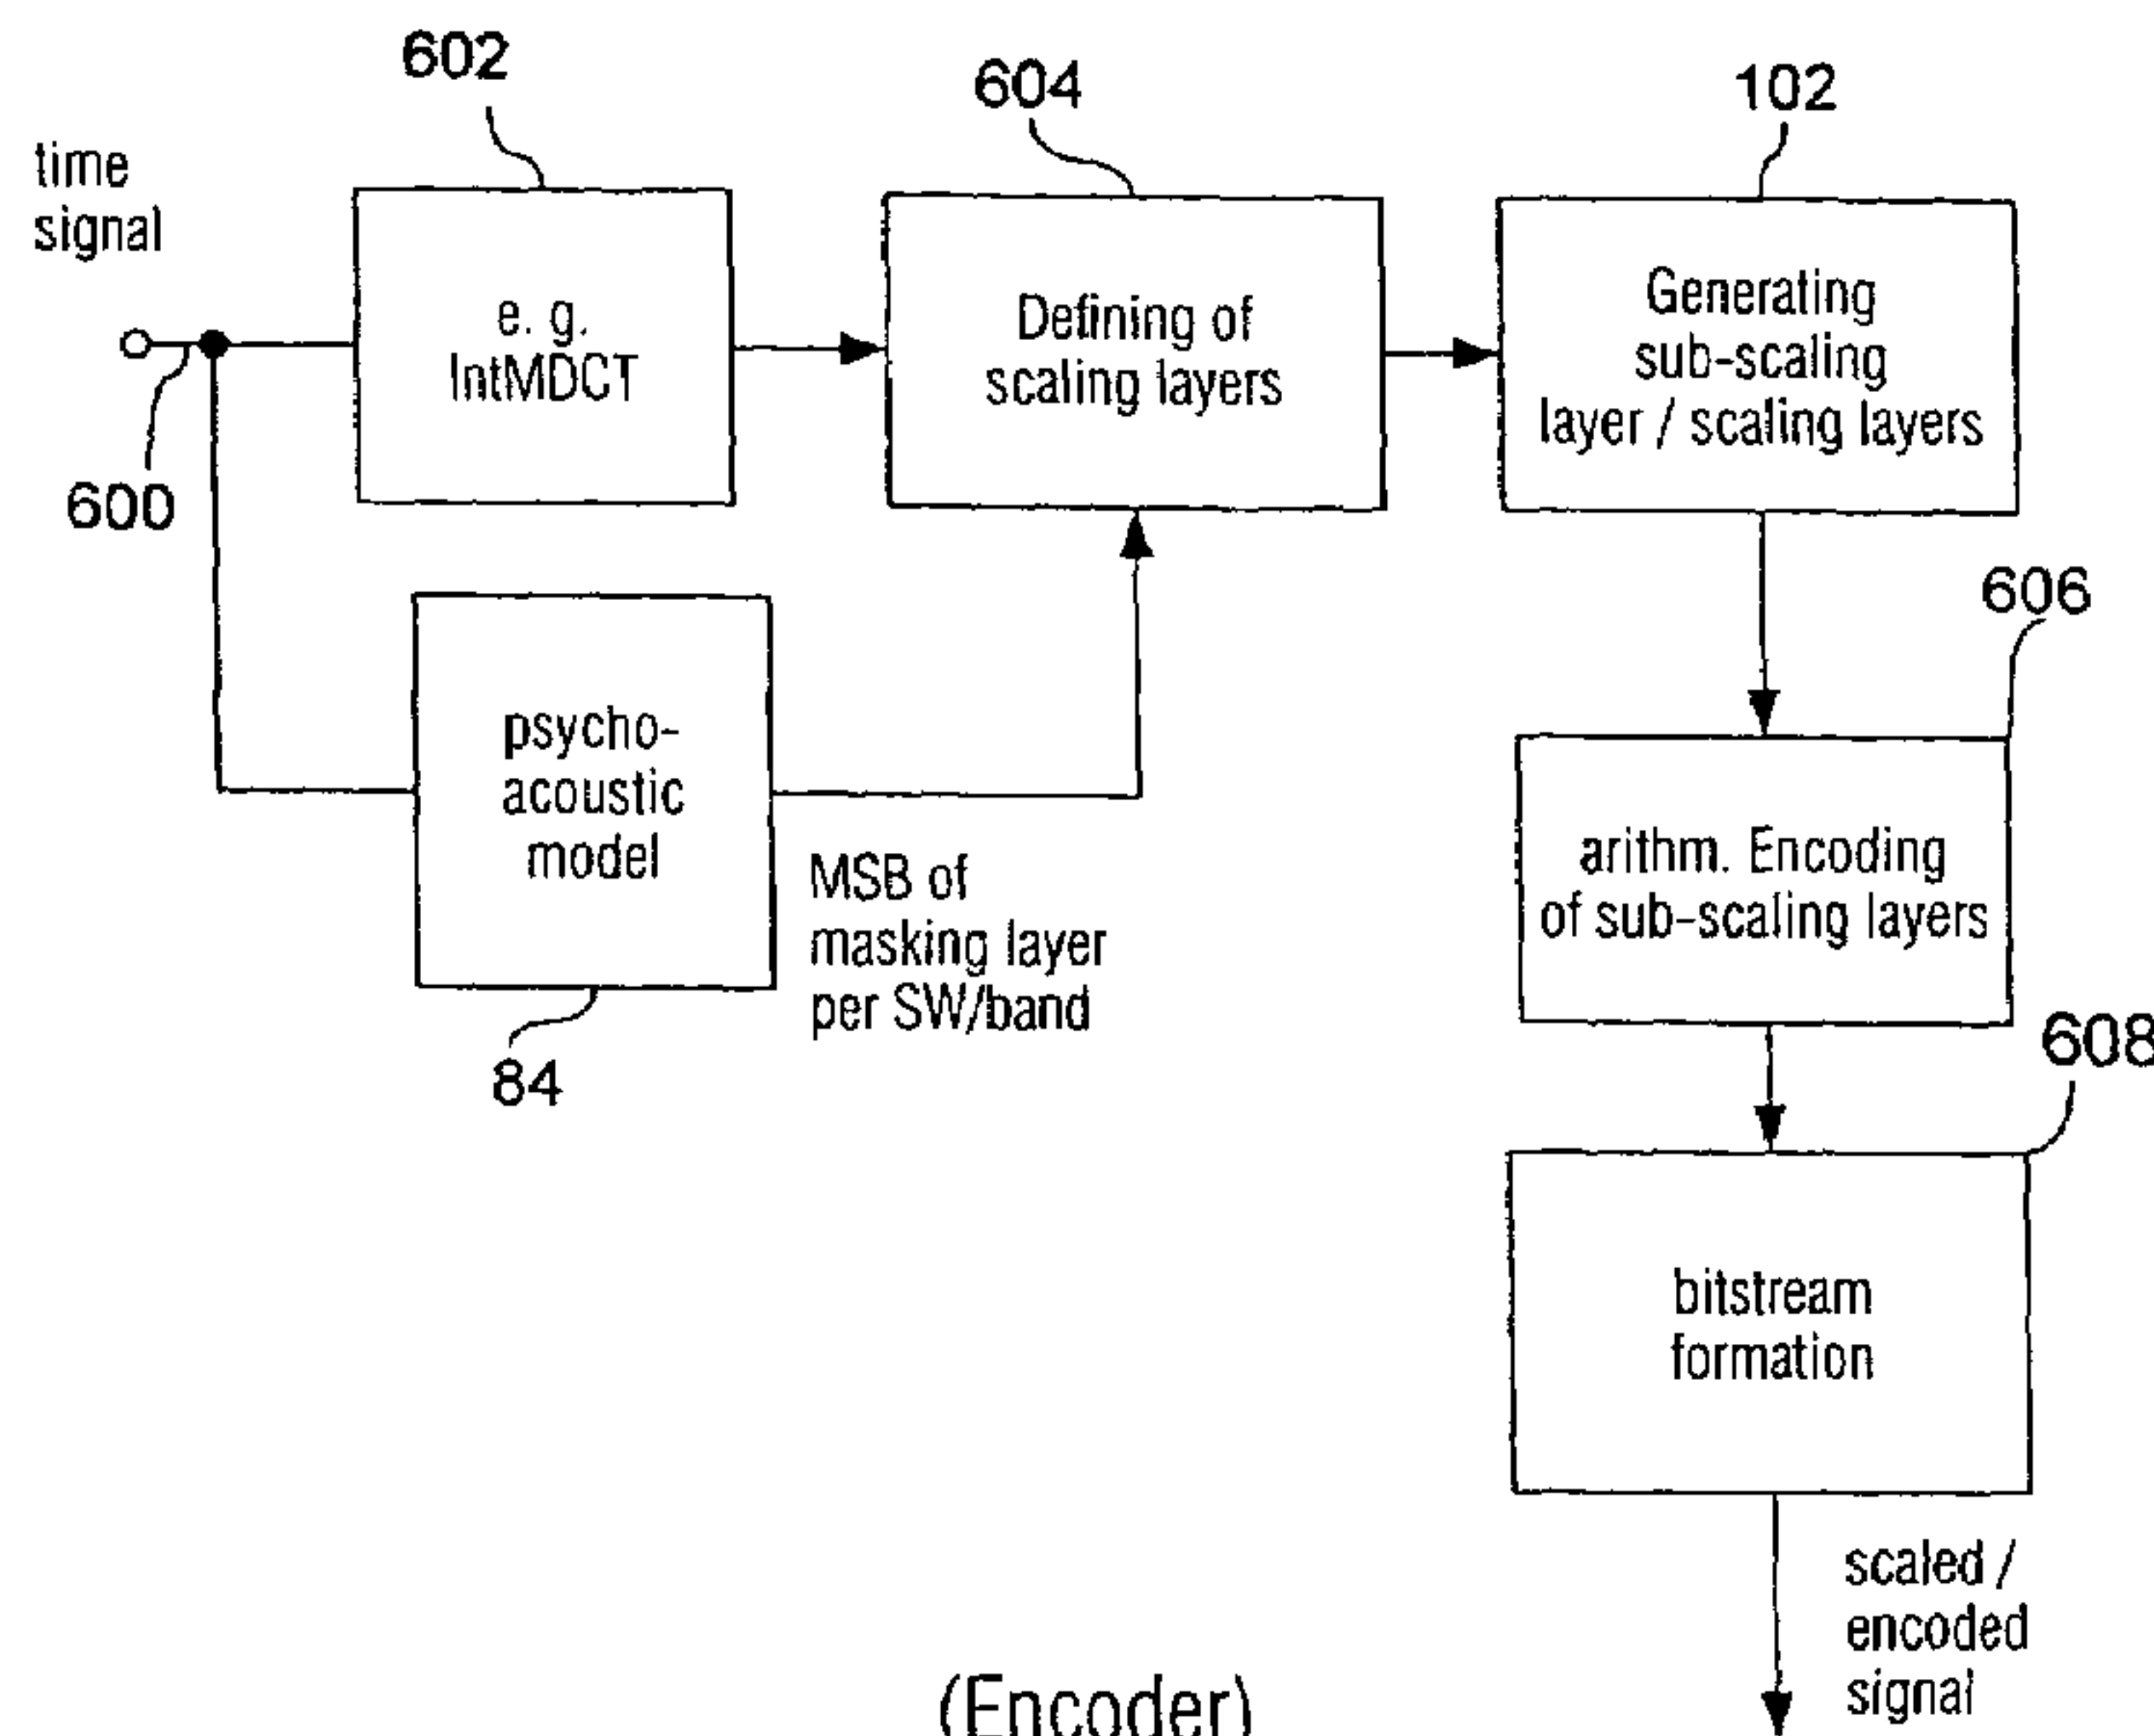 602
604
102
time
signal
e. g.
IntMDCT
Defining of
scaling layers
Generating
sub-scaling
layer / scaling layers
600
606
psycho-
acoustic
model
MSB of
masking layer
per SW/band
84
arithm. Encoding
of sub-scaling layers
608
bitstream
formation
scaled /
encoded
signal
(Encoder)